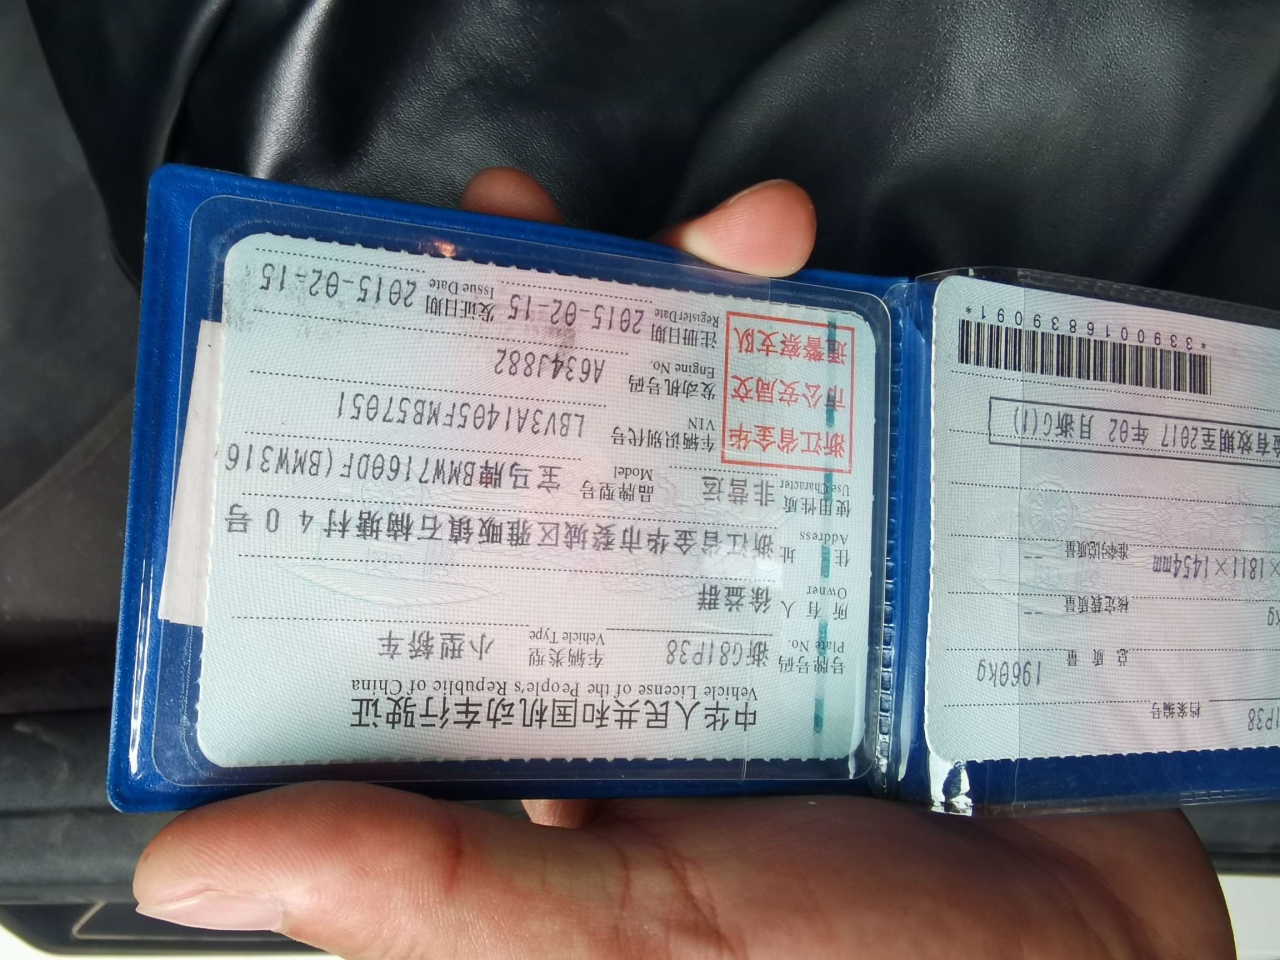 中华人民共和国机动车行驶证
Vehicle License of the People's Republic of China
号牌号码 浙G81P38 车辆类型 小型轿车
Plate No. Vehicle Type
所有人 徐益群
Owner
住址 浙江省金华市婺城区雅畈镇石楠塘村40号
Address
使用性质 非营运 品牌型号 宝马牌BMW7160DF(BMW316
Use Character Model
浙江省金华
市公安局交
通警察支队
车辆识别代号 LBV3A1405FMB57051
VIN
发动机号码 A634J882
Engine No.
注册日期 2015-02-15 发证日期 2015-02-15
Register Date Issue Date
1P38 档案编号
总质量 1960kg
kg 核定载质量 --
×1811×1454mm 准牵引总质量 --
检验有效期至2017年02月浙G(1)
*3390016839091*